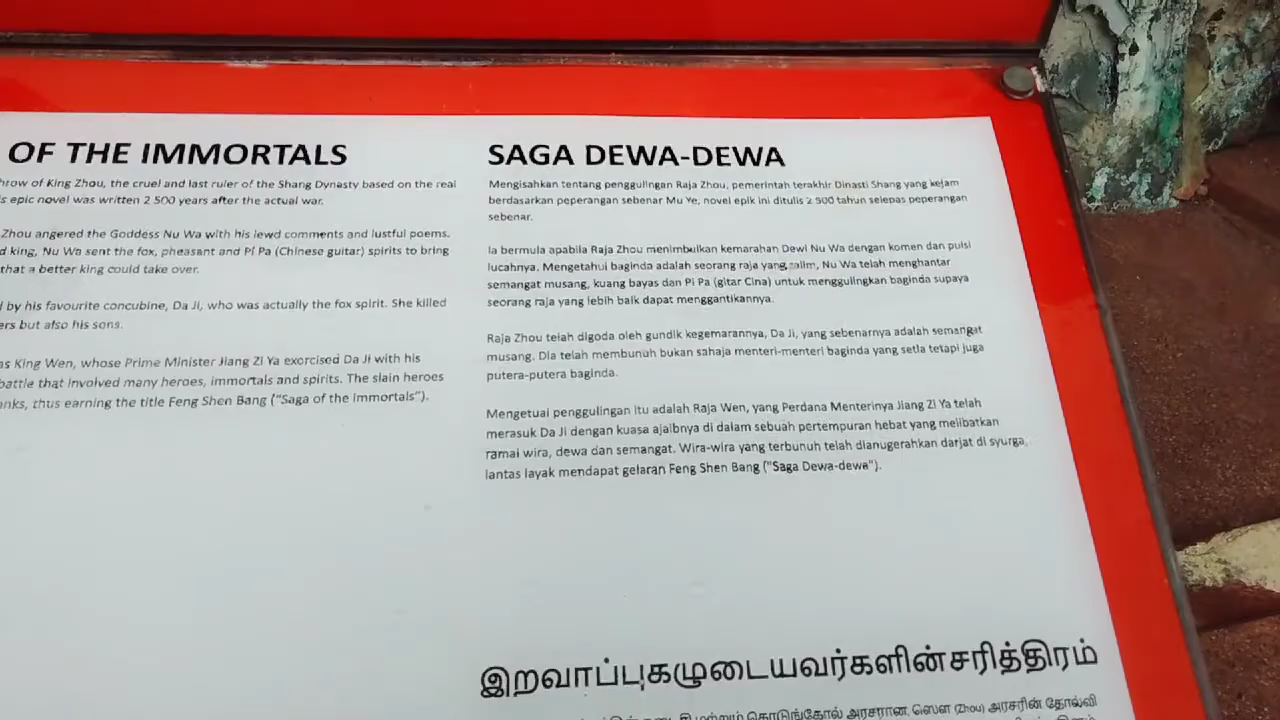 OF THE IMMORTALS
hrow of King Zhou, the cruel and last ruler of the Shang Dynasty based on the real
s epic novel was written 2 500 years after the actual war.
Zhou angered the Goddess Nu Wa with his lewd comments and lustful poems.
d king, Nu Wa sent the fox, pheasant and Pi Pa (Chinese guitar) spirits to bring
that a better king could take over.
by his favourite concubine, Da Ji, who was actually the fox spirit. She killed
ers but also his sons.
as King Wen, whose Prime Minister Jiang Zi Ya exorcised Da Ji with his
battle that involved many heroes, immortals and spirits. The slain heroes
anks, thus earning the title Feng Shen Bang ("Saga of the Immortals").
SAGA DEWA-DEWA
Mengisahkan tentang penggulingan Raja Zhou, pemerintah terakhir Dinasti Shang yang kejam
berdasarkan peperangan sebenar Mu Ye, novel epik ini ditulis 2 500 tahun selepas peperangan
sebenar.
Ia bermula apabila Raja Zhou menimbulkan kemarahan Dewi Nu Wa dengan komen dan puisi
lucahnya. Mengetahui baginda adalah seorang raja yang zalim, Nu Wa telah menghantar
semangat musang, kuang bayas dan Pi Pa (gitar Cina) untuk menggulingkan baginda supaya
seorang raja yang lebih baik dapat menggantikannya.
Raja Zhou telah digoda oleh gundik kegemarannya, Da Ji, yang sebenarnya adalah semangat
musang. Dia telah membunuh bukan sahaja menteri-menteri baginda yang setia tetapi juga
putera-putera baginda.
Mengetuai penggulingan itu adalah Raja Wen, yang Perdana Menterinya Jiang Zi Ya telah
merasuk Da Ji dengan kuasa ajaibnya di dalam sebuah pertempuran hebat yang melibatkan
ramai wira, dewa dan semangat. Wira-wira yang terbunuh telah dianugerahkan darjat di syurga,
lantas layak mendapat gelaran Feng Shen Bang ("Saga Dewa-dewa").
இறவாப்புகழுடையவர்களின்சரித்திரம்
மற்றும் கொடுங்கோல் அரசரான, ஸௌ (Zhou) அரசரின் தோல்வி